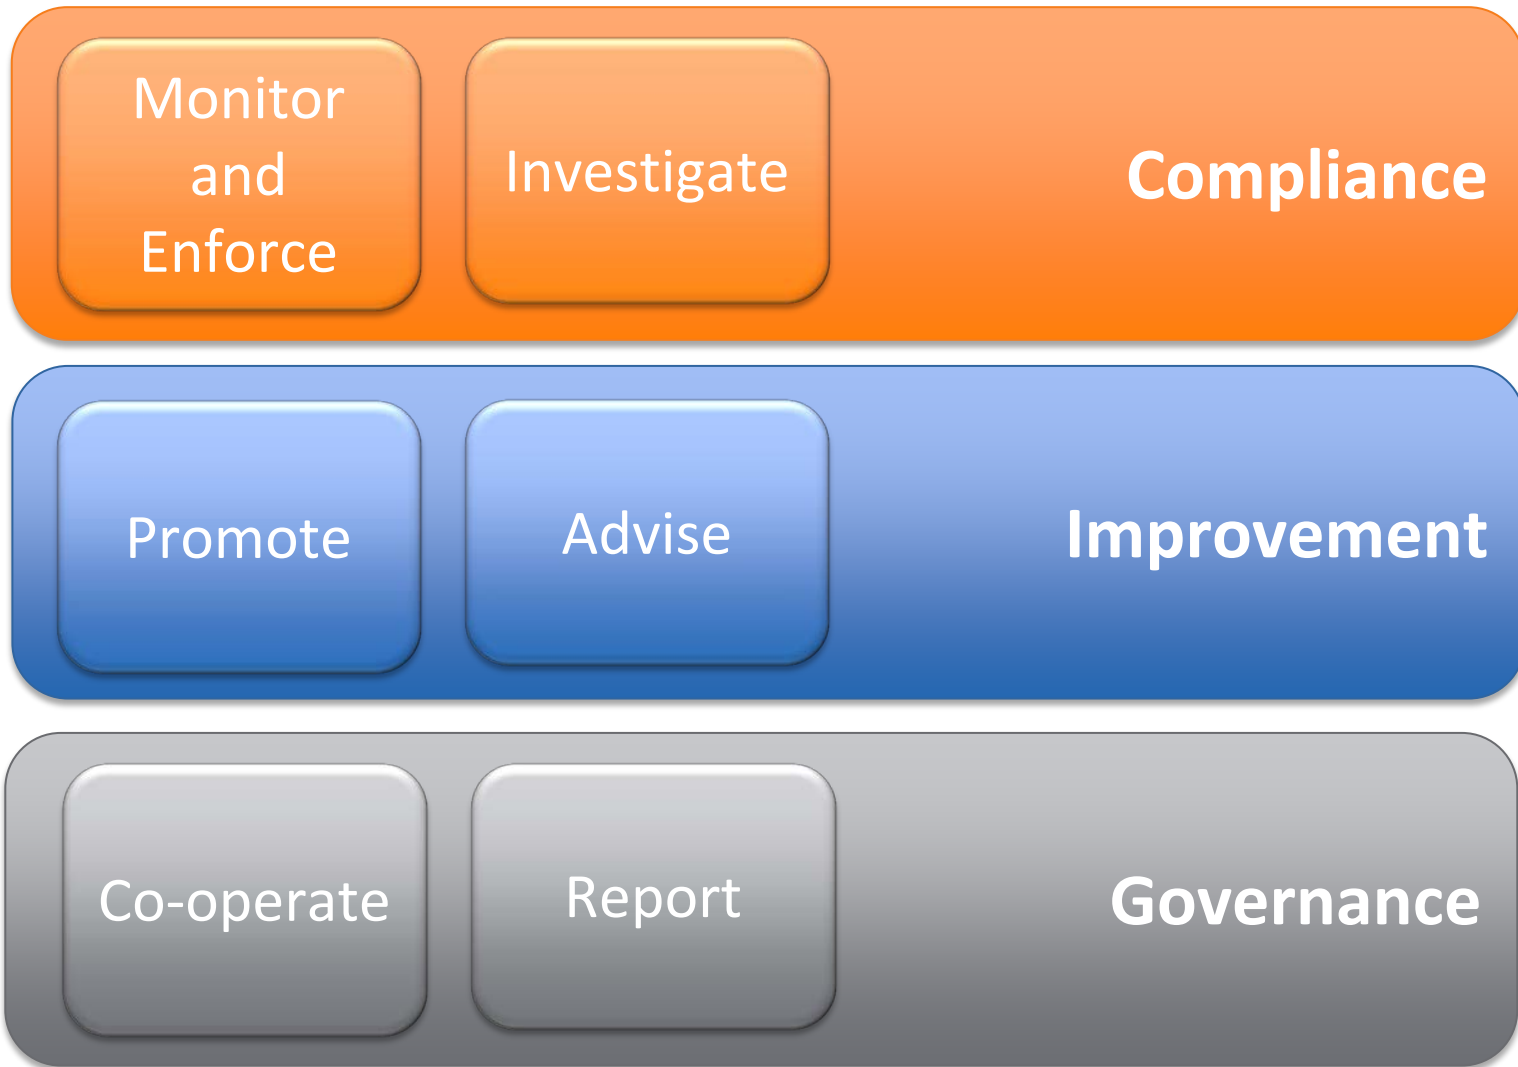 Monitor
and
Enforce
Investigate
Compliance
Promote
Advise
Improvement
Co-operate
Report
Governance